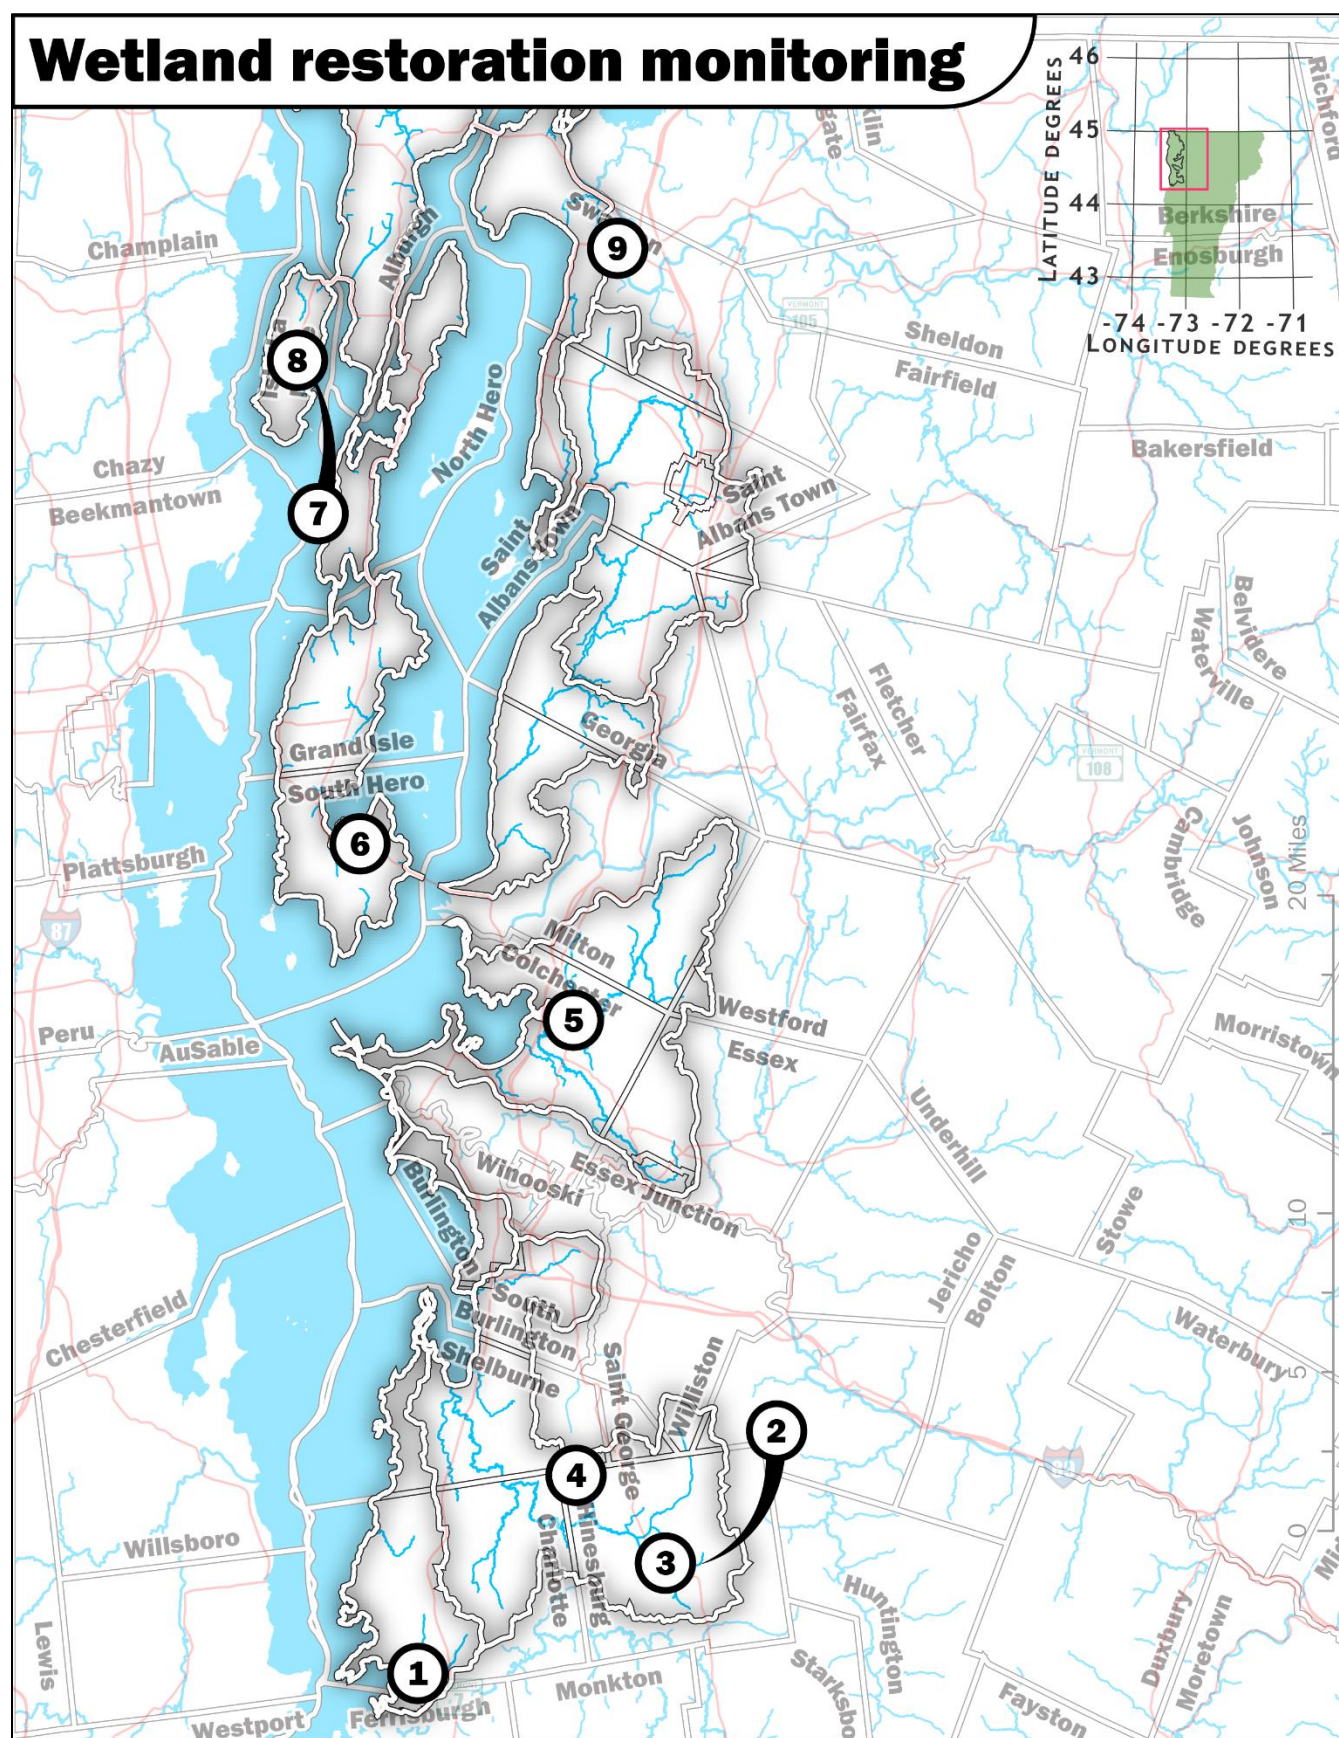 Wetland restoration monitoring
LATITUDE DEGREES
46
45
44
43
-74 -73 -72 -71
LONGITUDE DEGREES
Richford
Berkshire
Enosburgh
Champlain
Alburgh
9
VERMONT
105
Sheldon
Fairfield
8
North Hero
Chazy
Beekmantown
Bakersfield
7
Saint
Albans Town
Saint
Albans Town
Belvidere
Waterville
Fletcher
Fairfax
Georgia
Grand Isle
South Hero
VERMONT
108
6
Plattsburgh
Cambridge
Johnson
20 Miles
87
Milton
Colchester
5
Westford
Essex
Peru
AuSable
Morristown
Underhill
Winooski
Essex Junction
Burlington
Stowe
10
Jericho
Bolton
South
Burlington
Shelburne
Chesterfield
Waterbury
5
Saint George
Williston
2
4
89
Willsboro
Charlotte
Hinesburg
3
0
Huntington
Lewis
1
Monkton
Ferrisburgh
Westport
Starksbo
Duxbury
Moretown
Fayston